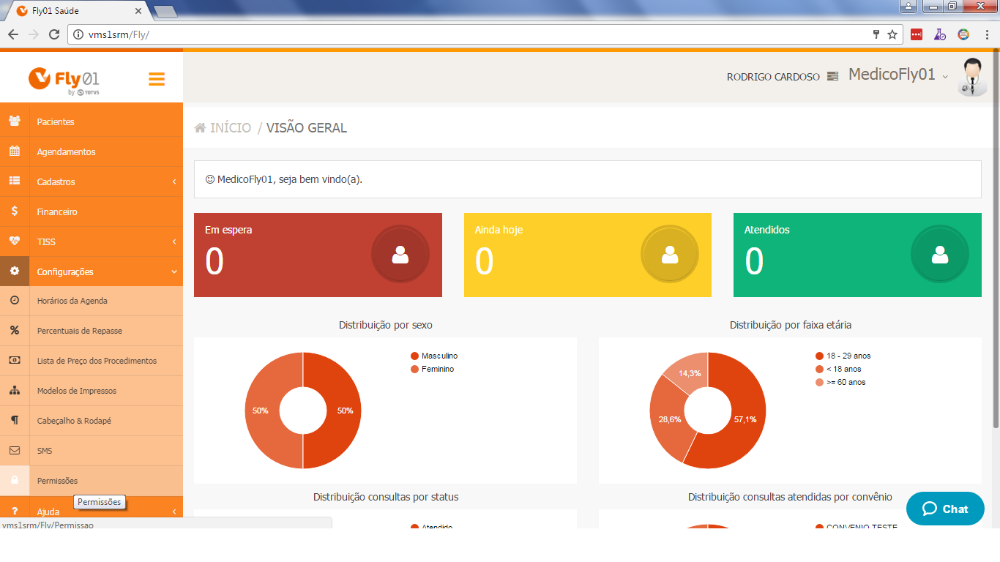 Fly01 Saúde
vms1srm/Fly/
Fly01
by TOTVS
RODRIGO CARDOSO MedicoFly01
Pacientes
Agendamentos
Cadastros
Financeiro
TISS
Configurações
Horários da Agenda
Percentuais de Repasse
Lista de Preço dos Procedimentos
Modelos de Impressos
Cabeçalho & Rodapé
SMS
Permissões
Permissões
Ajuda
vms1srm/Fly/Permissao
INÍCIO / VISÃO GERAL
MedicoFly01, seja bem vindo(a).
Em espera
0
Ainda hoje
0
Atendidos
0
Distribuição por sexo
50%
50%
Masculino
Feminino
Distribuição por faixa etária
14,3%
28,6%
57,1%
18 - 29 anos
< 18 anos
>= 60 anos
Distribuição consultas por status
Atendido
Distribuição consultas atendidas por convênio
CONVENIO TESTE
Chat